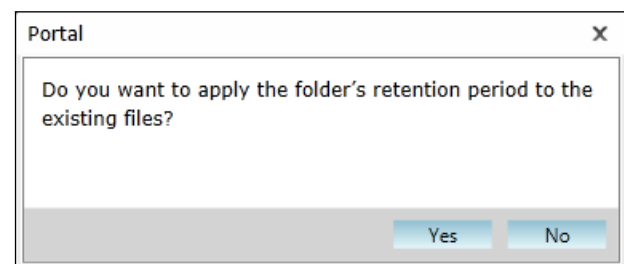 Portal
Do you want to apply the folder’s retention period to the
existing files?
Yes No